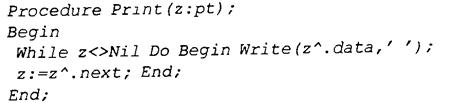 Procedure Print(z:pt);
Begin
While z<>Nil Do Begin Write(z^.data,' ');
z:=z^.next; End;
End;